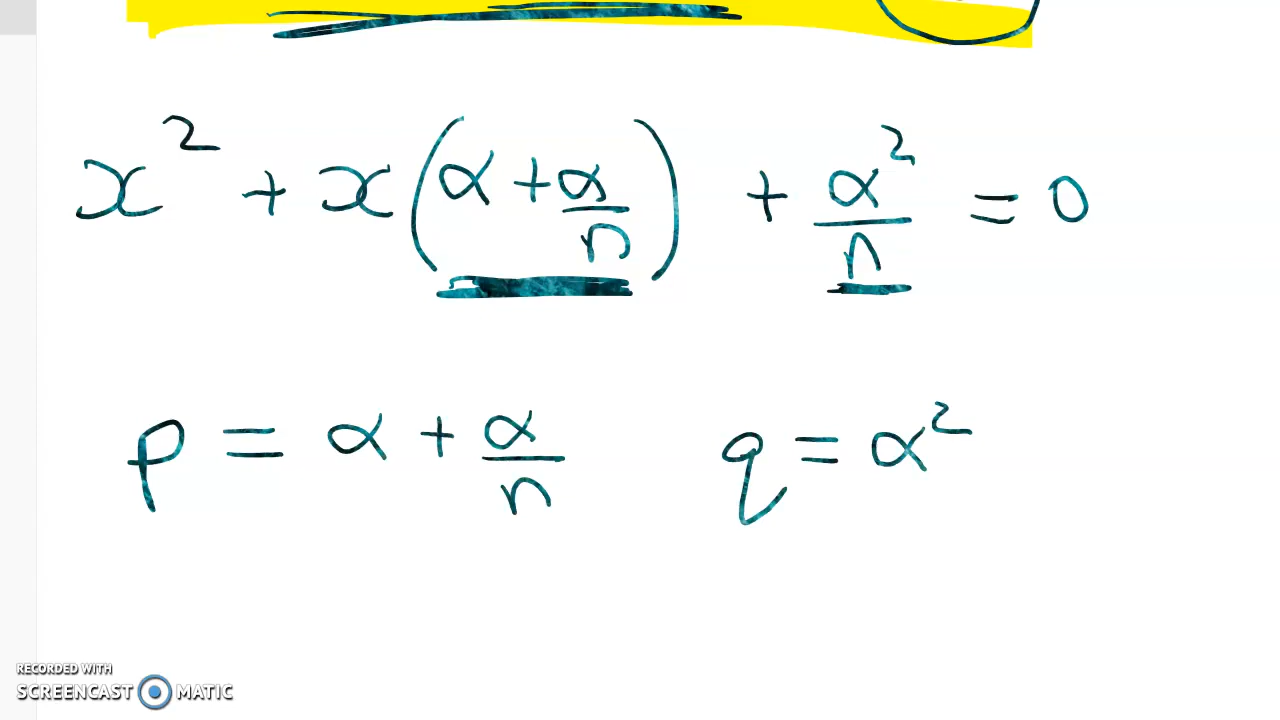 x² + x(α + α/n) + α²/n = 0
p = α + α/n q = α²
RECORDED WITH
SCREENCAST MATIC